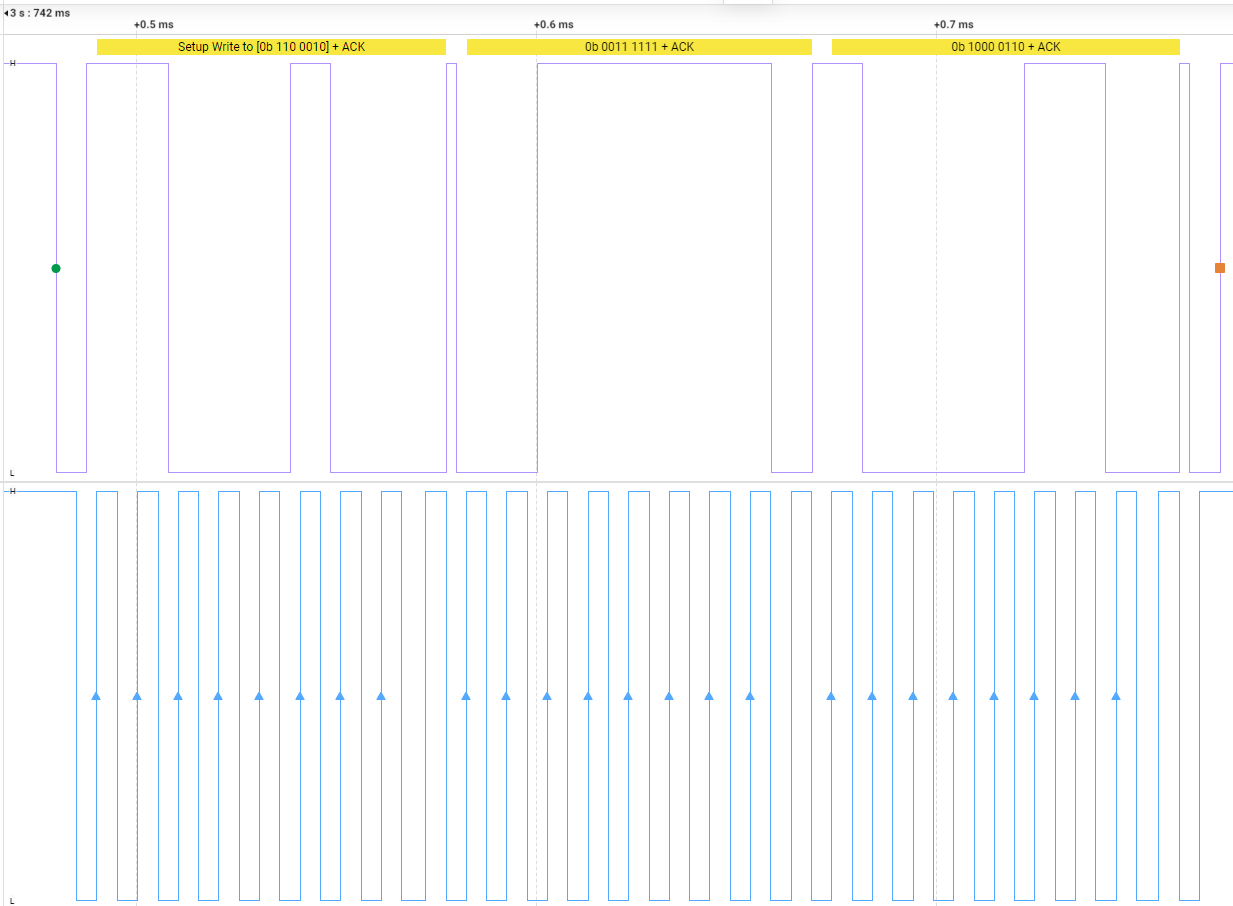 3 s : 742 ms
+0.5 ms +0.6 ms +0.7 ms
Setup Write to [0b 110 0010] + ACK 0b 0011 1111 + ACK 0b 1000 0110 + ACK
H
L
H
L